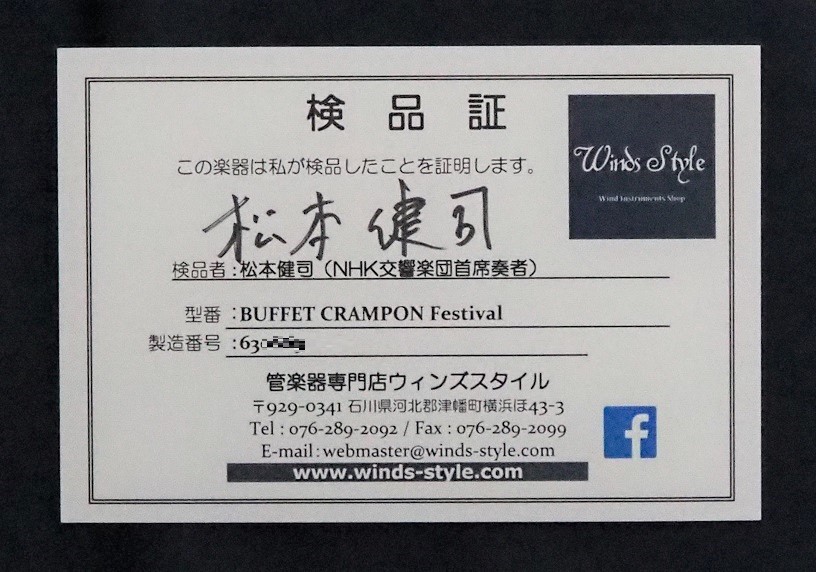 検品証
Winds Style
Wind Instruments Shop
この楽器は私が検品したことを証明します。
松本健司
検品者:松本健司（NHK交響楽団首席奏者）
型番:BUFFET CRAMPON Festival
製造番号:63
管楽器専門店ウィンズスタイル
〒929-0341 石川県河北郡津幡町横浜ほ43-3
Tel : 076-289-2092 / Fax : 076-289-2099
E-mail:webmaster@winds-style.com
www.winds-style.com
f